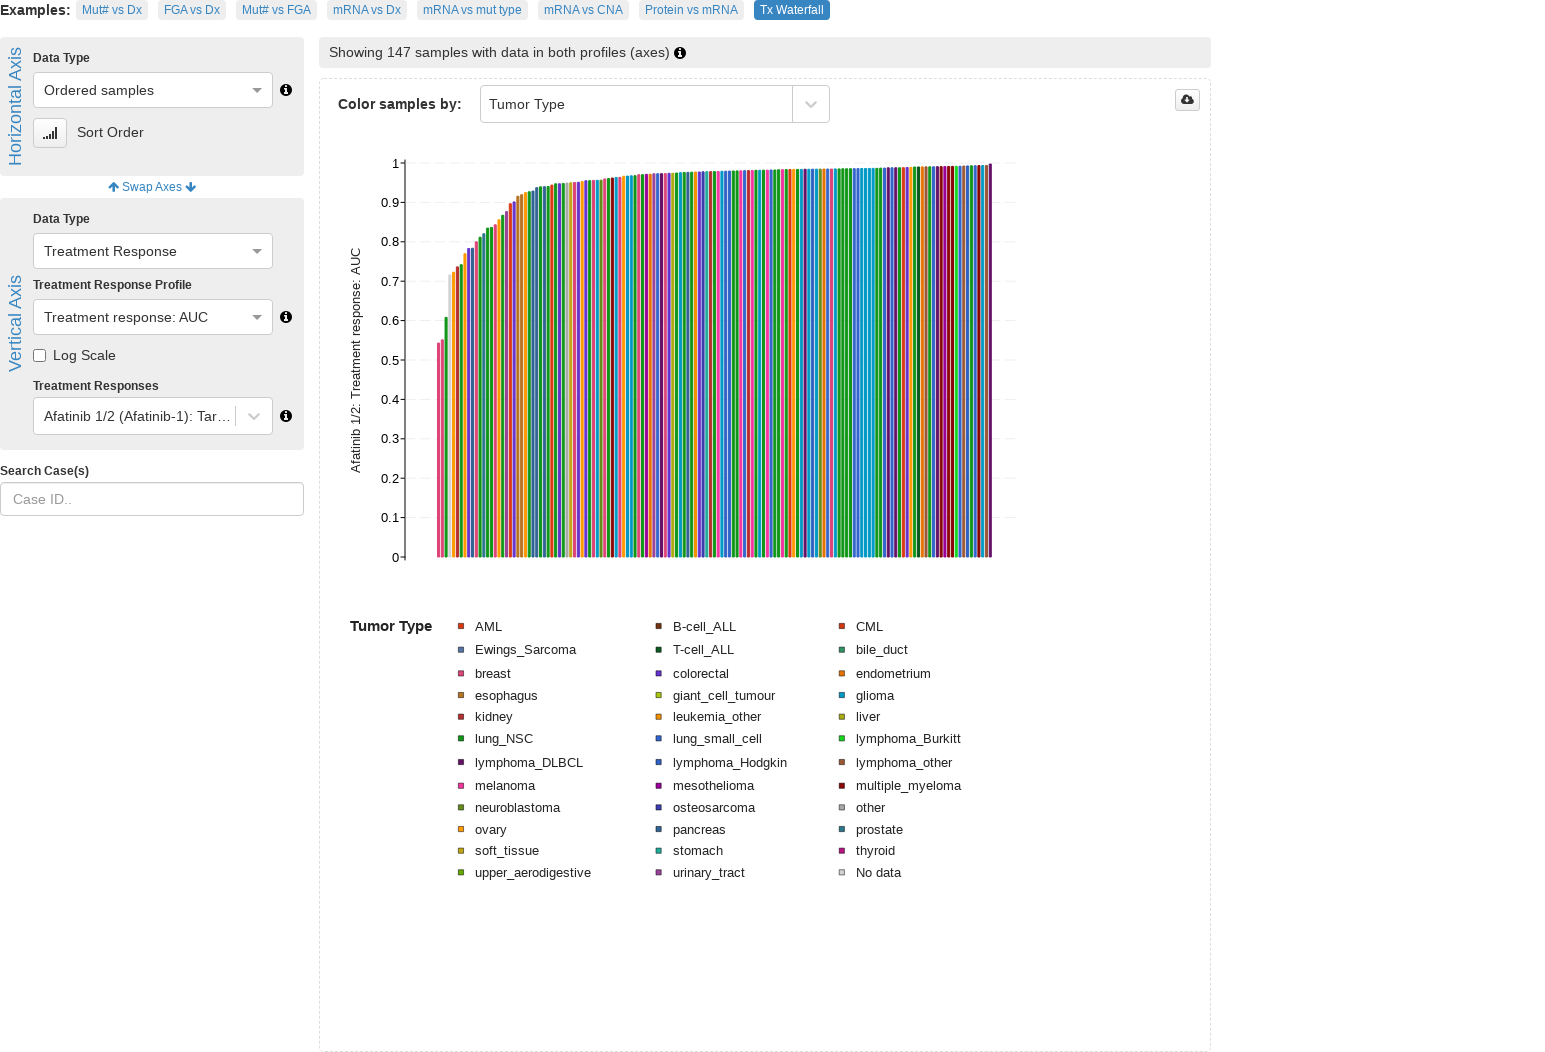 Examples: Mut# vs Dx FGA vs Dx Mut# vs FGA mRNA vs Dx mRNA vs mut type mRNA vs CNA Protein vs mRNA Tx Waterfall
Horizontal Axis
Data Type
Ordered samples
Sort Order
Swap Axes
Vertical Axis
Data Type
Treatment Response
Treatment Response Profile
Treatment response: AUC
Log Scale
Treatment Responses
Afatinib 1/2 (Afatinib-1): Tar…
Search Case(s)
Case ID..
Showing 147 samples with data in both profiles (axes)
Color samples by: Tumor Type
Afatinib 1/2: Treatment response: AUC
1
0.9
0.8
0.7
0.6
0.5
0.4
0.3
0.2
0.1
0
Tumor Type
AML B-cell_ALL CML
Ewings_Sarcoma T-cell_ALL bile_duct
breast colorectal endometrium
esophagus giant_cell_tumour glioma
kidney leukemia_other liver
lung_NSC lung_small_cell lymphoma_Burkitt
lymphoma_DLBCL lymphoma_Hodgkin lymphoma_other
melanoma mesothelioma multiple_myeloma
neuroblastoma osteosarcoma other
ovary pancreas prostate
soft_tissue stomach thyroid
upper_aerodigestive urinary_tract No data